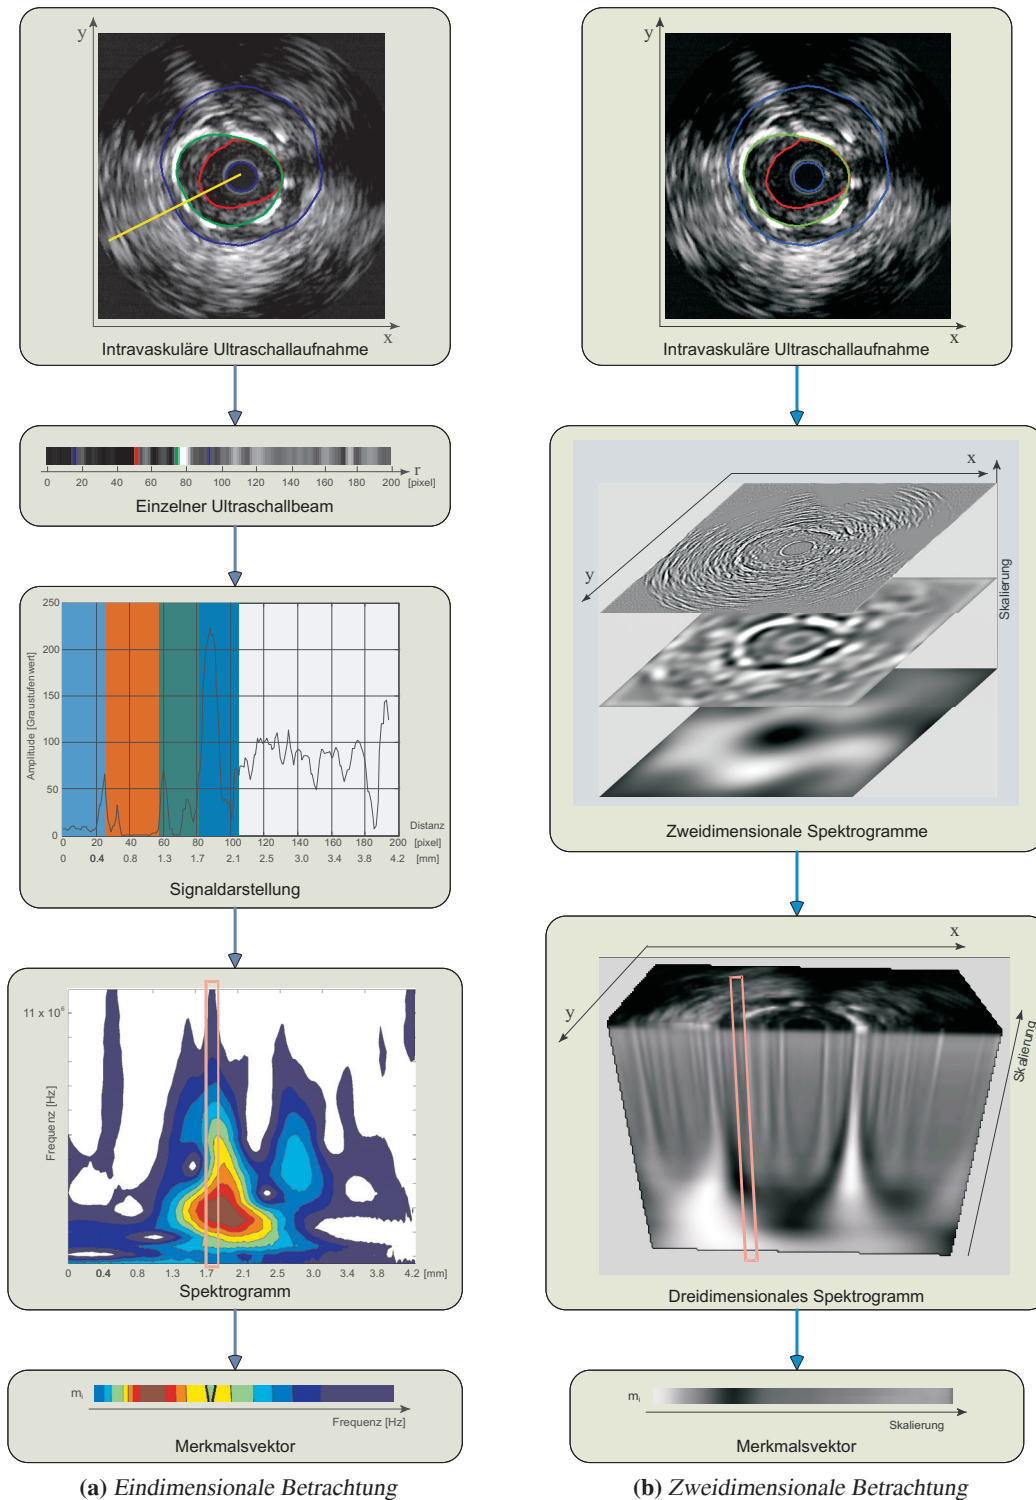 y
x
Intravaskuläre Ultraschallaufnahme
r
0 20 40 60 80 100 120 140 160 180 200
[pixel]
Einzelner Ultraschallbeam
Amplitude [Graustufenwert]
250
200
150
100
50
0
Distanz
0 20 40 60 80 100 120 140 160 180 200 [pixel]
0 0.4 0.8 1.3 1.7 2.1 2.5 3.0 3.4 3.8 4.2 [mm]
Signaldarstellung
11 x 10⁶
Frequenz [Hz]
0 0.4 0.8 1.3 1.7 2.1 2.5 3.0 3.4 3.8 4.2 [mm]
Spektrogramm
mᵢ
Frequenz [Hz]
Merkmalsvektor
(a) Eindimensionale Betrachtung
y
x
Intravaskuläre Ultraschallaufnahme
x
y
Skalierung
Zweidimensionale Spektrogramme
x
y
Skalierung
Dreidimensionales Spektrogramm
mᵢ
Skalierung
Merkmalsvektor
(b) Zweidimensionale Betrachtung